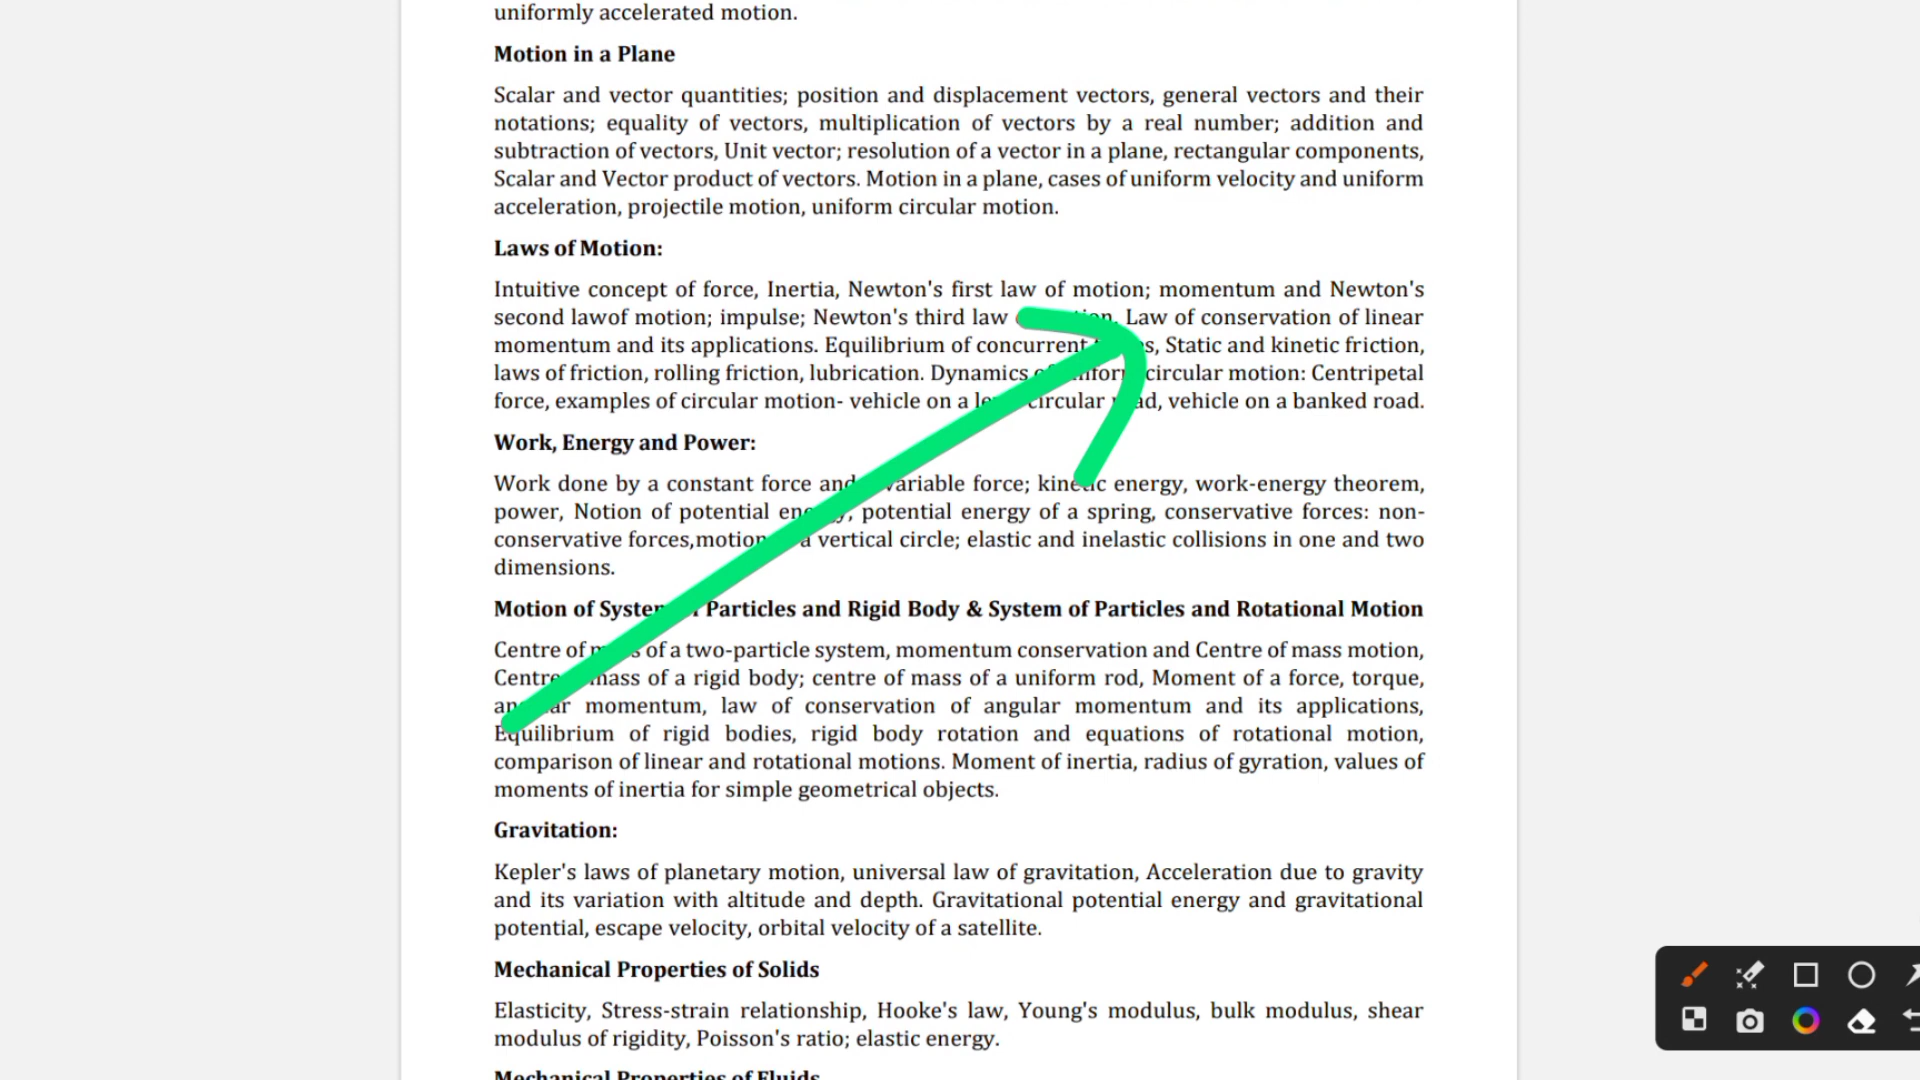 uniformly accelerated motion.
Motion in a Plane
Scalar and vector quantities; position and displacement vectors, general vectors and their
notations; equality of vectors, multiplication of vectors by a real number; addition and
subtraction of vectors, Unit vector; resolution of a vector in a plane, rectangular components,
Scalar and Vector product of vectors. Motion in a plane, cases of uniform velocity and uniform
acceleration, projectile motion, uniform circular motion.
Laws of Motion:
Intuitive concept of force, Inertia, Newton's first law of motion; momentum and Newton's
second lawof motion; impulse; Newton's third law Law of conservation of linear
momentum and its applications. Equilibrium of concurrent Static and kinetic friction,
laws of friction, rolling friction, lubrication. Dynamics circular motion: Centripetal
force, examples of circular motion- vehicle on a circular vehicle on a banked road.
Work, Energy and Power:
Work done by a constant force and variable force; kinetic energy, work-energy theorem,
power, Notion of potential energy, potential energy of a spring, conservative forces: non-
conservative forces,motion a vertical circle; elastic and inelastic collisions in one and two
dimensions.
Motion of System Particles and Rigid Body & System of Particles and Rotational Motion
Centre of of a two-particle system, momentum conservation and Centre of mass motion,
Centre mass of a rigid body; centre of mass of a uniform rod, Moment of a force, torque,
momentum, law of conservation of angular momentum and its applications,
Equilibrium of rigid bodies, rigid body rotation and equations of rotational motion,
comparison of linear and rotational motions. Moment of inertia, radius of gyration, values of
moments of inertia for simple geometrical objects.
Gravitation:
Kepler's laws of planetary motion, universal law of gravitation, Acceleration due to gravity
and its variation with altitude and depth. Gravitational potential energy and gravitational
potential, escape velocity, orbital velocity of a satellite.
Mechanical Properties of Solids
Elasticity, Stress-strain relationship, Hooke's law, Young's modulus, bulk modulus, shear
modulus of rigidity, Poisson's ratio; elastic energy.
Mechanical Properties of Fluids